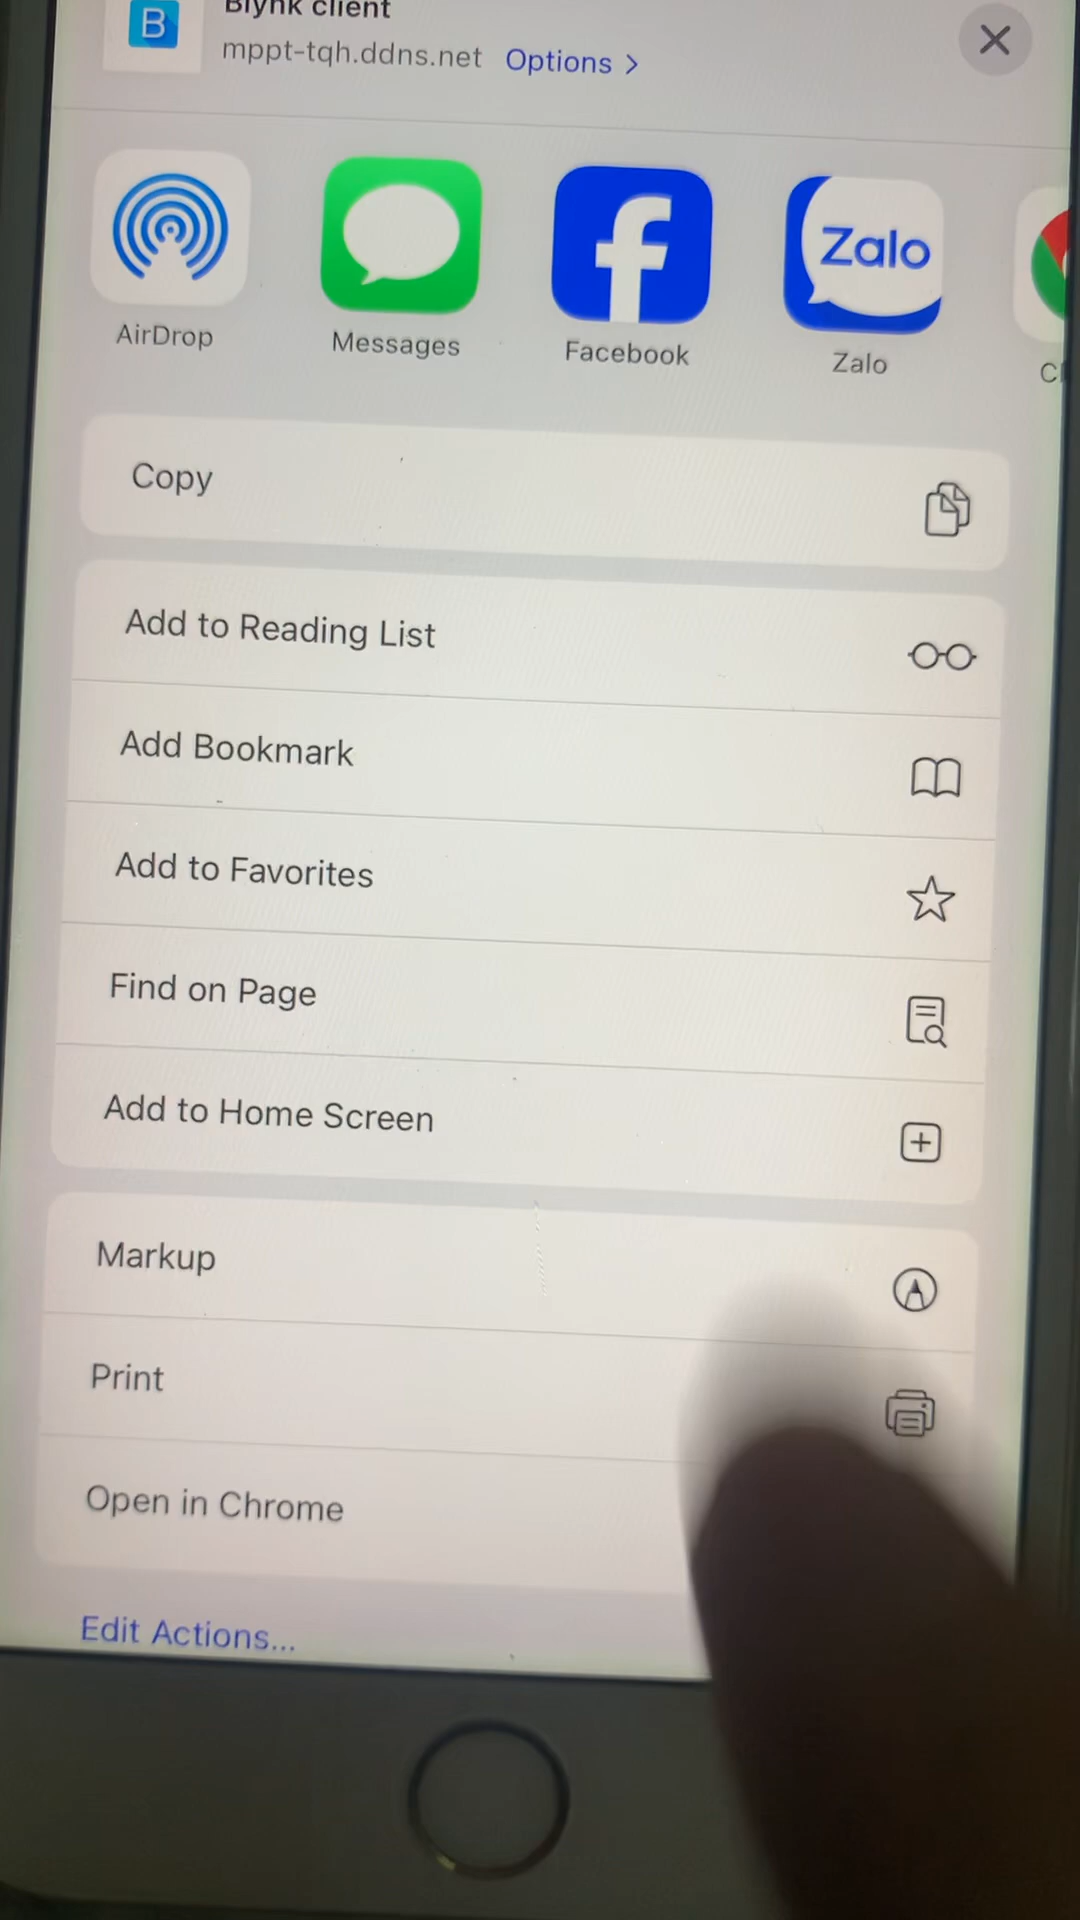 B
Blynk client
mppt-tqh.ddns.net Options >
AirDrop
Messages
Facebook
Zalo
Zalo
Copy
Add to Reading List
Add Bookmark
Add to Favorites
Find on Page
Add to Home Screen
Markup
Print
Open in Chrome
Edit Actions...